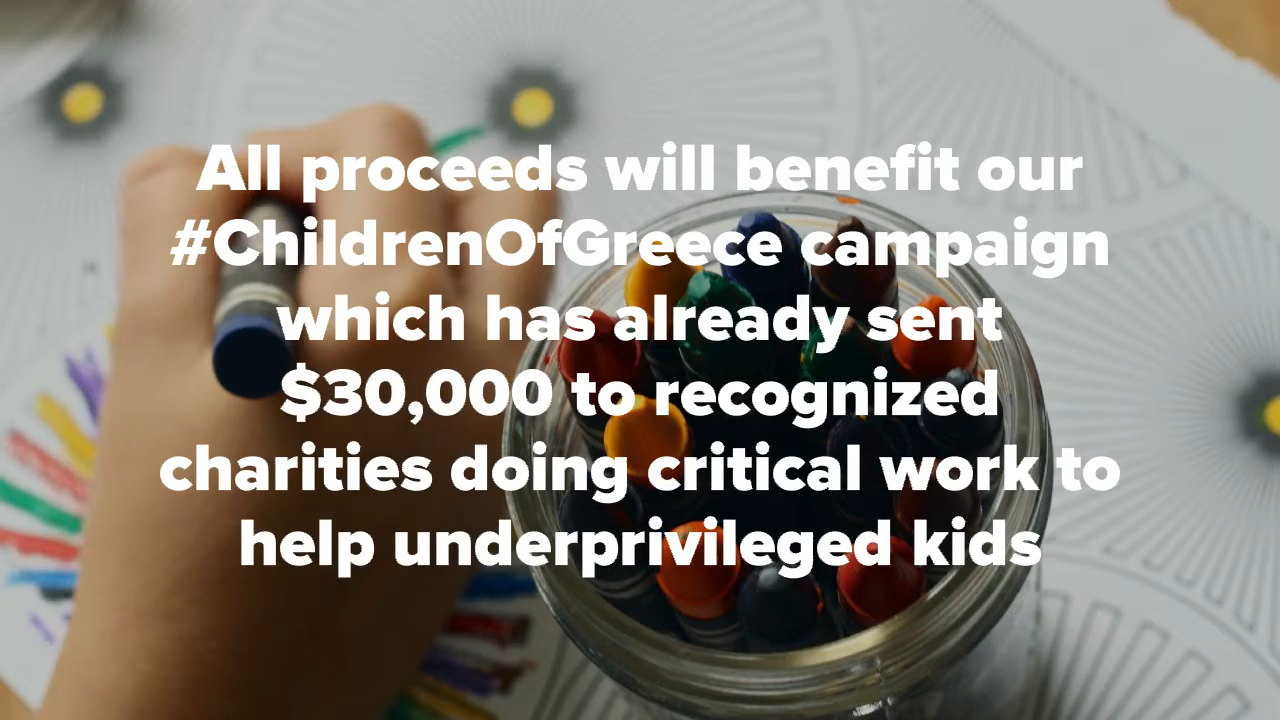 All proceeds will benefit our
#ChildrenOfGreece campaign
which has already sent
$30,000 to recognized
charities doing critical work to
help underprivileged kids